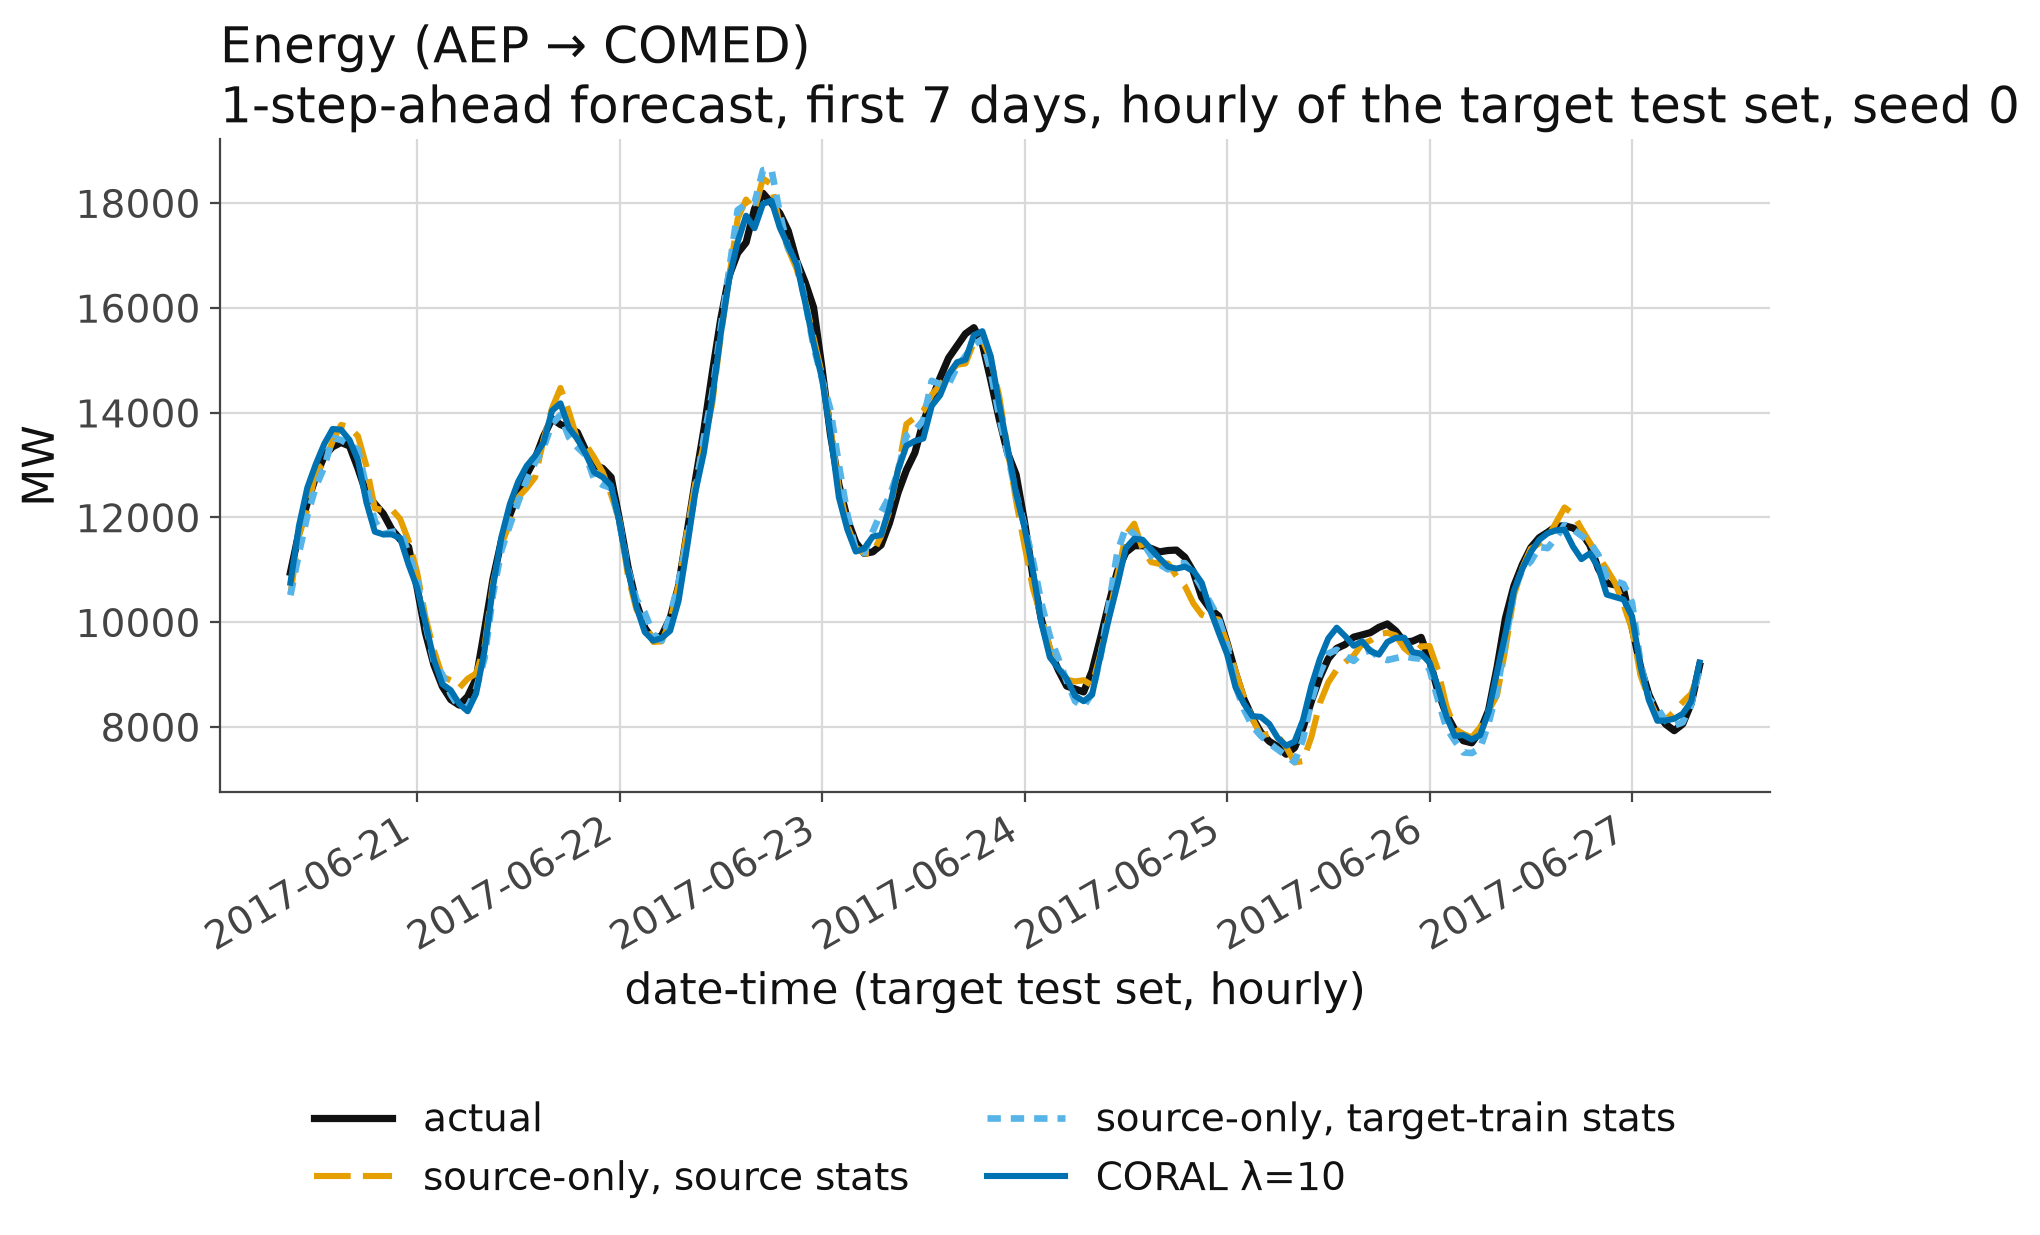 Energy (AEP → COMED)
1-step-ahead forecast, first 7 days, hourly of the target test set, seed 0
MW
18000
16000
14000
12000
10000
8000
2017-06-21
2017-06-22
2017-06-23
2017-06-24
2017-06-25
2017-06-26
2017-06-27
date-time (target test set, hourly)
actual
source-only, source stats
source-only, target-train stats
CORAL λ=10